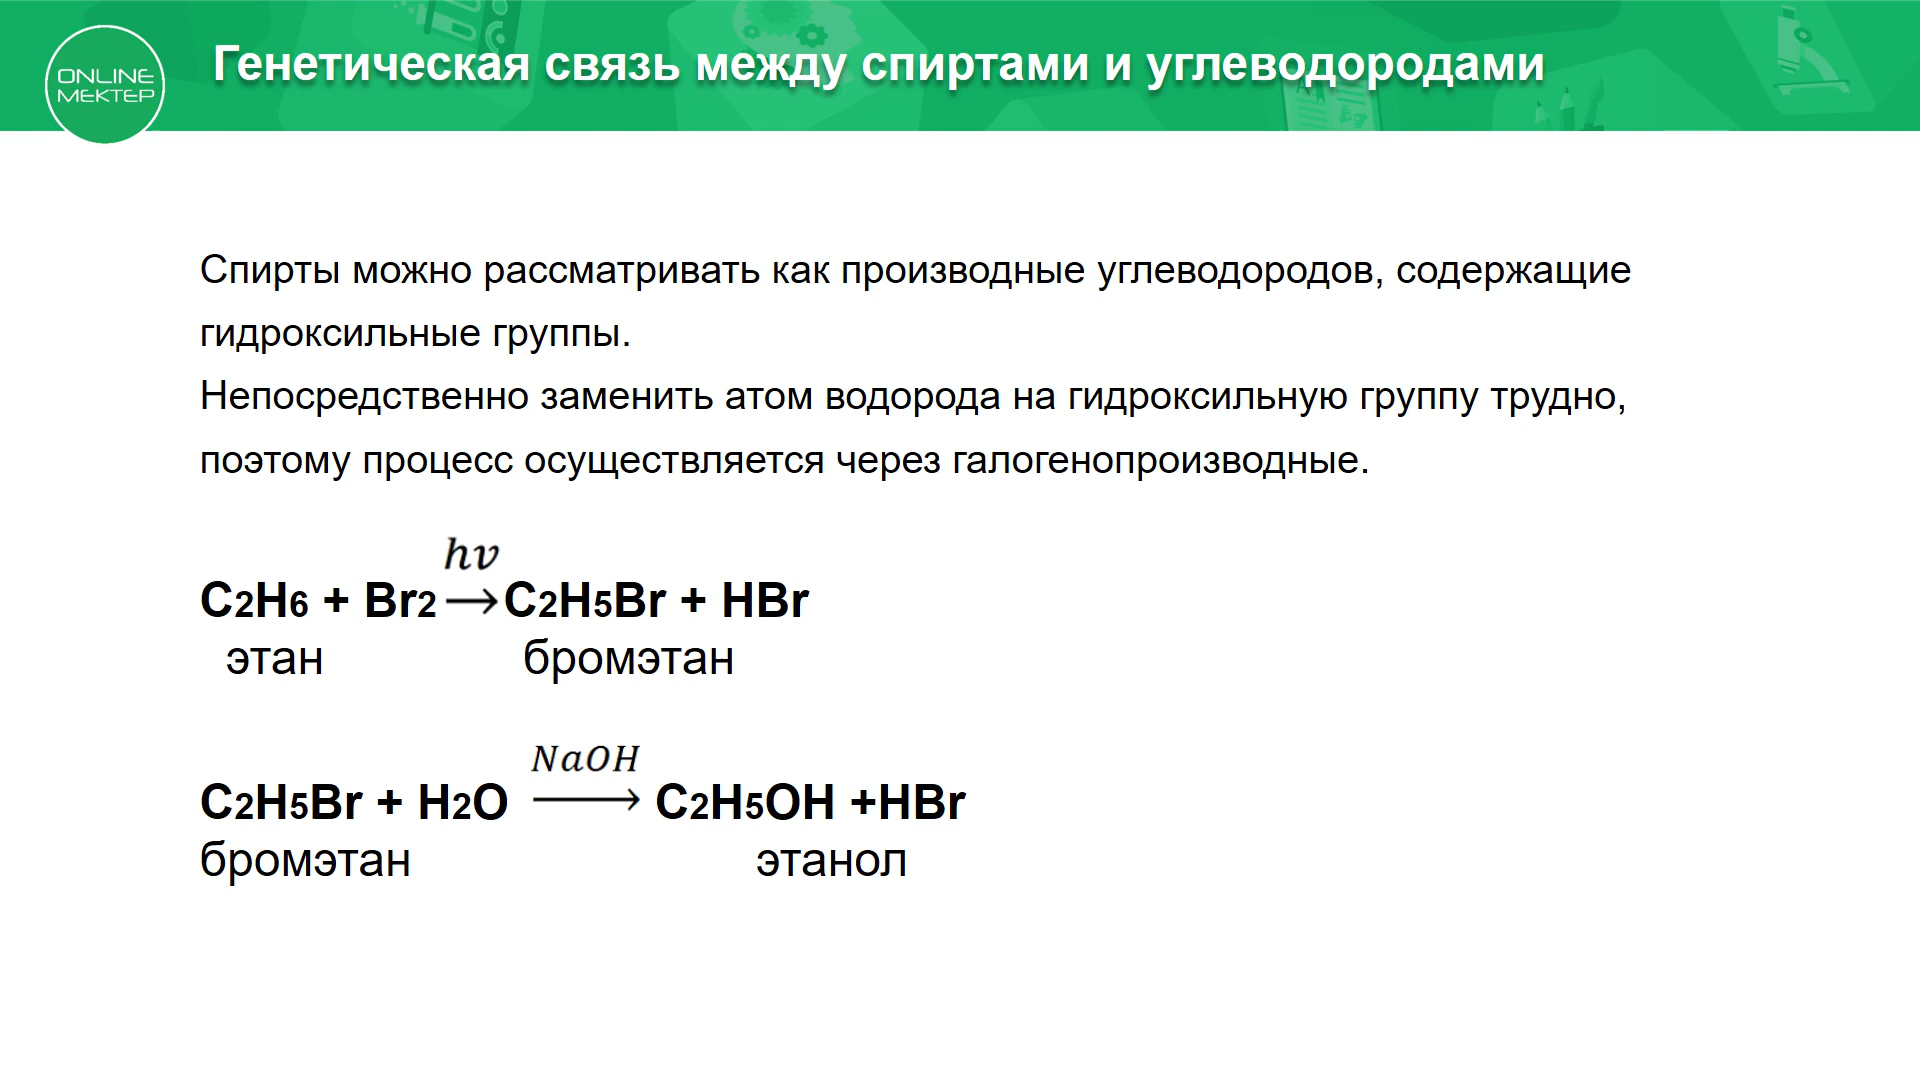 ONLINE
MEKTEP
Генетическая связь между спиртами и углеводородами
Спирты можно рассматривать как производные углеводородов, содержащие
гидроксильные группы.
Непосредственно заменить атом водорода на гидроксильную группу трудно,
поэтому процесс осуществляется через галогенопроизводные.
hν
C2H6 + Br2 → C2H5Br + HBr
этан бромэтан
NaOH
C2H5Br + H2O → C2H5OH +HBr
бромэтан этанол